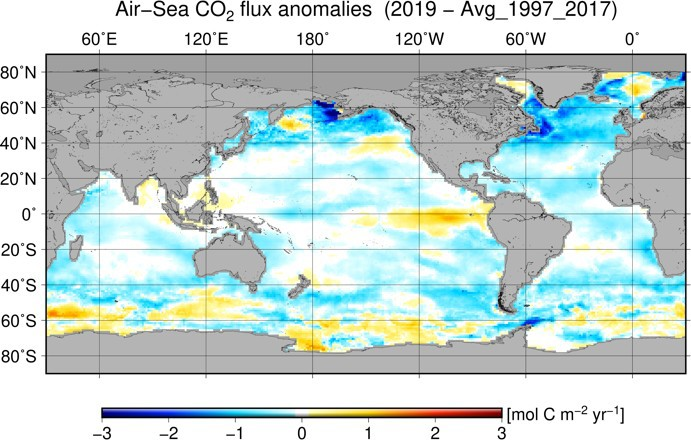 Air−Sea CO₂ flux anomalies (2019 − Avg_1997_2017)
60°E 120°E 180° 120°W 60°W 0°
80°N
60°N
40°N
20°N
0°
20°S
40°S
60°S
80°S
[mol C m⁻² yr⁻¹]
−3 −2 −1 0 1 2 3